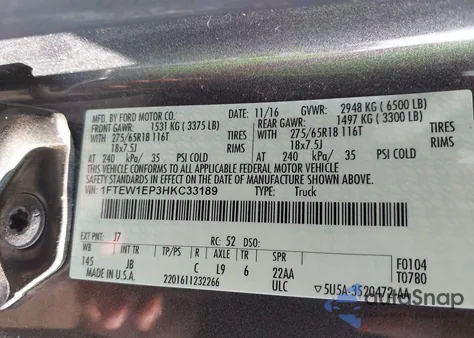 MFD. BY FORD MOTOR CO.
11/16 GVWR: 2948 KG ( 6500 LB)
FRONT GAWR: 1531 KG ( 3375 LB) REAR GAWR: 1497 KG ( 3300 LB)
WITH 275/65R18 116T TIRES WITH 275/65R18 116T TIRES
18x7.5J RIMS 18x7.5J RIMS
AT 240 kPa/ 35 PSI COLD AT 240 kPa/ 35 PSI COLD
THIS VEHICLE CONFORMS TO ALL APPLICABLE FEDERAL MOTOR VEHICLE
SAFETY STANDARDS IN EFFECT ON THE DATE OF MANUFACTURE SHOWN ABOVE.
VIN: 1FTEW1EP3HKC33189 TYPE: Truck
EXT PNT: J7 RC: 52 DSO:
WB INT TR TP/PS R AXLE TR SPR F0104
145 JB C L9 6 22AA T0780
MADE IN U.S.A. ULC
2201611232266 ▽5U5A-3520472-AA
autoSnap